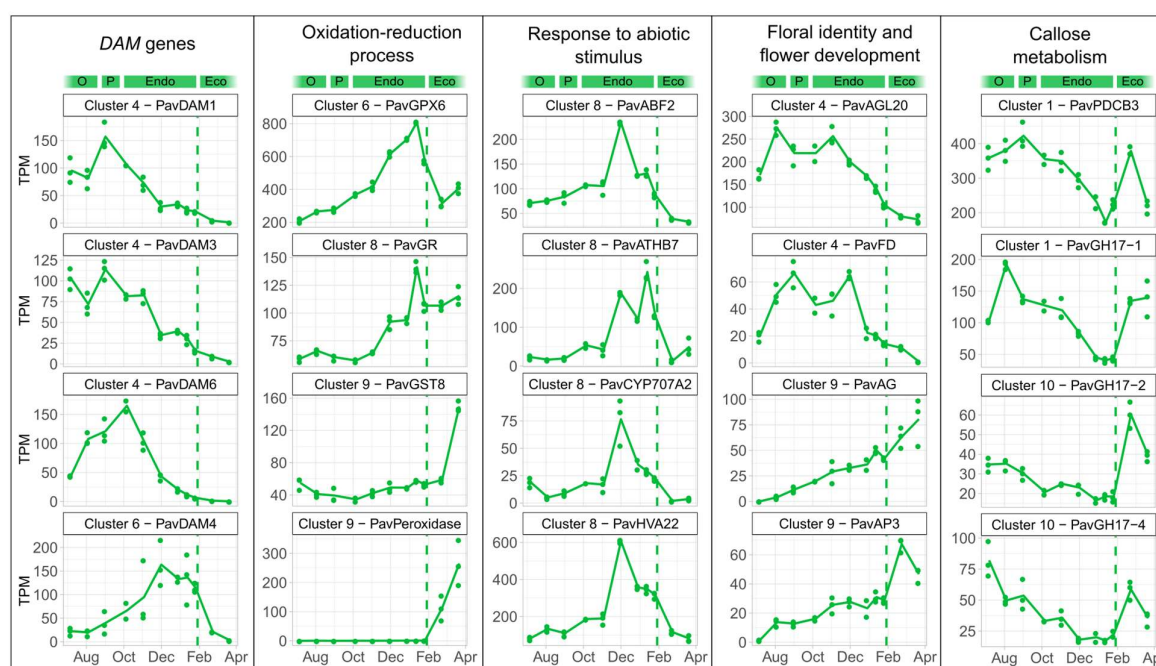 DAM genes
Oxidation-reduction
process
Response to abiotic
stimulus
Floral identity and
flower development
Callose
metabolism
O P Endo Eco
O P Endo Eco
O P Endo Eco
O P Endo Eco
O P Endo Eco
Cluster 4 – PavDAM1
Cluster 6 – PavGPX6
Cluster 8 – PavABF2
Cluster 4 – PavAGL20
Cluster 1 – PavPDCB3
TPM
150
100
50
0
800
600
400
200
200
150
100
50
300
250
200
150
100
400
300
200
Cluster 4 – PavDAM3
Cluster 8 – PavGR
Cluster 8 – PavATHB7
Cluster 4 – PavFD
Cluster 1 – PavGH17−1
TPM
125
100
75
50
25
0
140
120
100
80
60
200
100
0
60
40
20
0
200
150
100
50
Cluster 4 – PavDAM6
Cluster 9 – PavGST8
Cluster 8 – PavCYP707A2
Cluster 9 – PavAG
Cluster 10 – PavGH17−2
TPM
150
100
50
0
160
120
80
40
75
50
25
0
100
75
50
25
0
60
50
40
30
20
Cluster 6 – PavDAM4
Cluster 9 – PavPeroxidase
Cluster 8 – PavHVA22
Cluster 9 – PavAP3
Cluster 10 – PavGH17−4
TPM
200
150
100
50
0
300
200
100
0
600
400
200
60
40
20
0
100
75
50
25
Aug Oct Dec Feb Apr
Aug Oct Dec Feb Apr
Aug Oct Dec Feb Apr
Aug Oct Dec Feb Apr
Aug Oct Dec Feb Apr